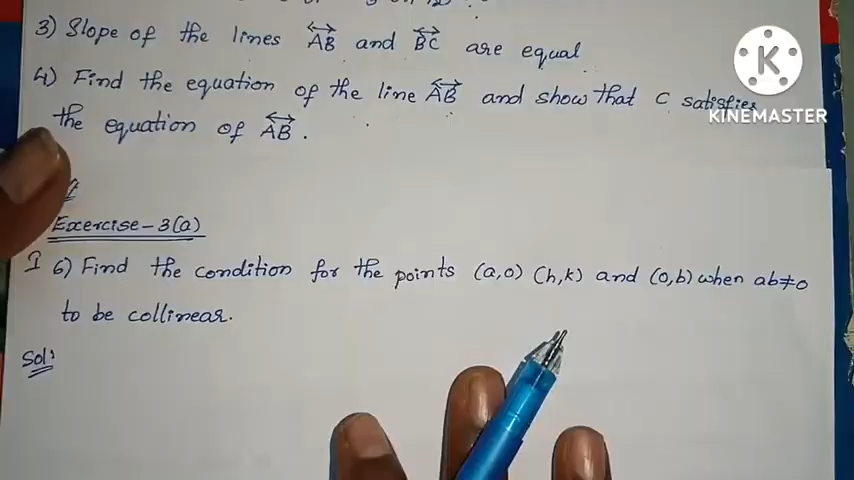 3) Slope of the lines AB and BC are equal
K
KINEMASTER
4) Find the equation of the line AB and show that C satisfies
the equation of AB.
Exercise-3(a)
I 6) Find the condition for the points (a,0) (h,k) and (0,b) when ab≠0
to be collinear.
Sol: